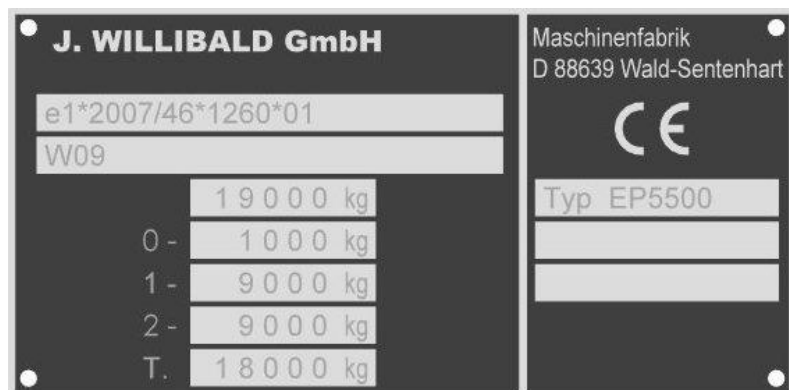 J. WILLIBALD GmbH
e1*2007/46*1260*01
W09
19000 kg
0- 1000 kg
1- 9000 kg
2- 9000 kg
T. 18000 kg
Maschinenfabrik
D 88639 Wald-Sentenhart
CE
Typ EP5500